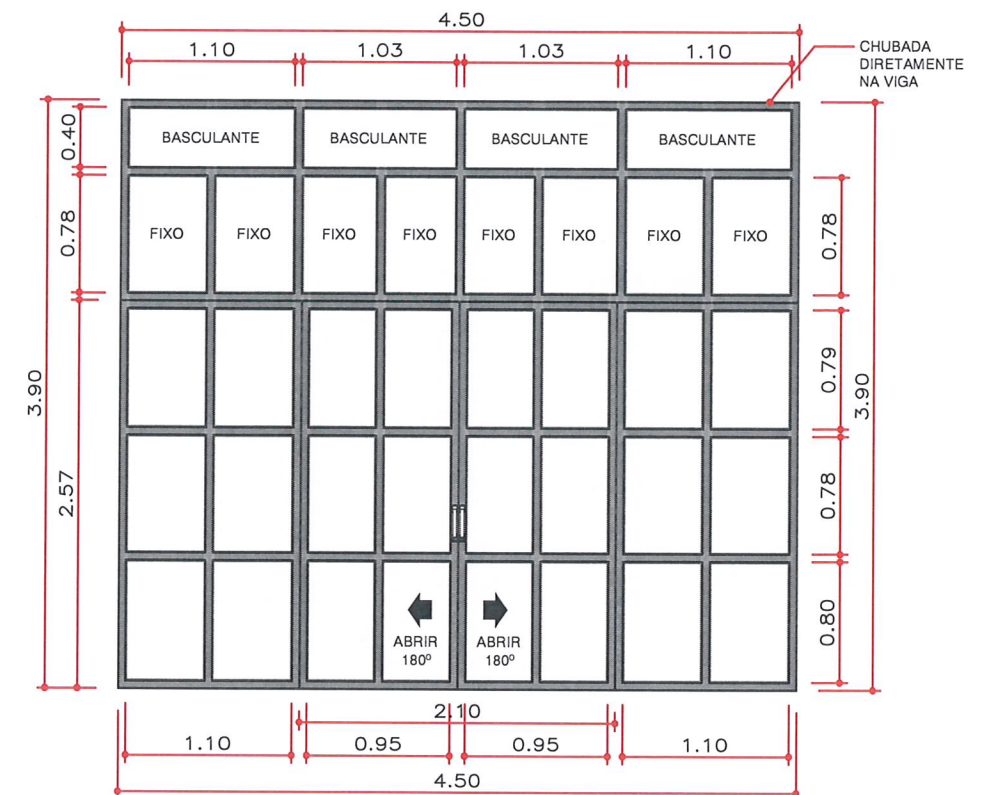 4.50
1.10 1.03 1.03 1.10
CHUBADA
DIRETAMENTE
NA VIGA
0.40
BASCULANTE BASCULANTE BASCULANTE BASCULANTE
0.78
FIXO FIXO FIXO FIXO FIXO FIXO FIXO FIXO
0.78
0.79
3.90
3.90
2.57
0.78
0.80
ABRIR ABRIR
180º 180º
2.10
1.10 0.95 0.95 1.10
4.50